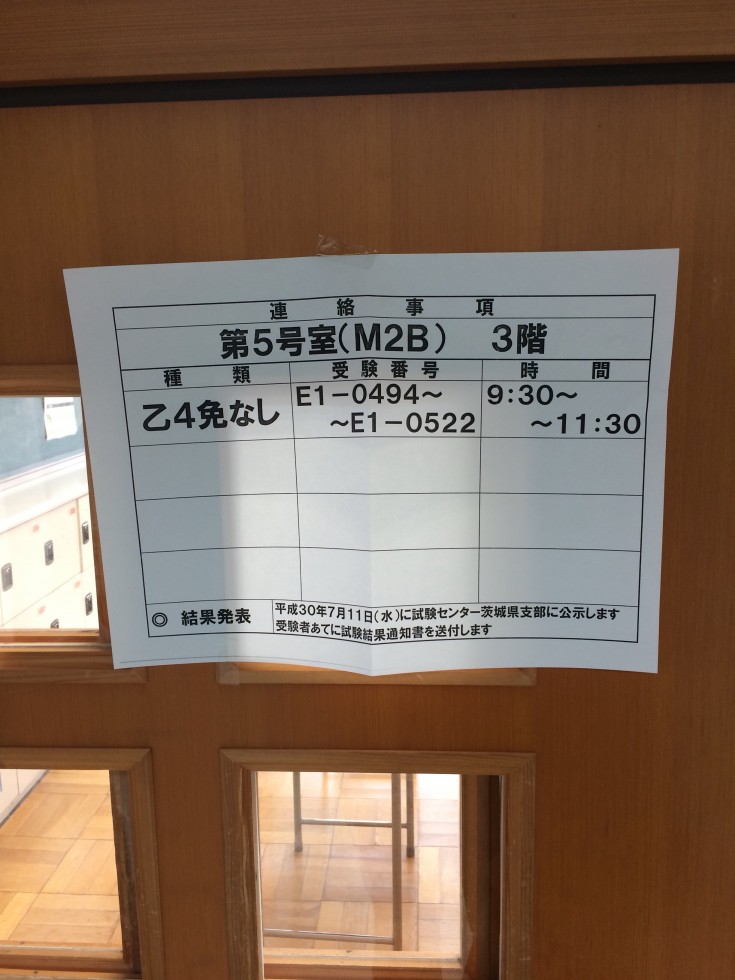 連絡事項
第5号室(M2B) 3階
種類 受験番号 時間
乙4免なし E1-0494～ 9:30～
～E1-0522 ～11:30
◎ 結果発表 平成30年7月11日(水)に試験センター茨城県支部に公示します
受験者あてに試験結果通知書を送付します